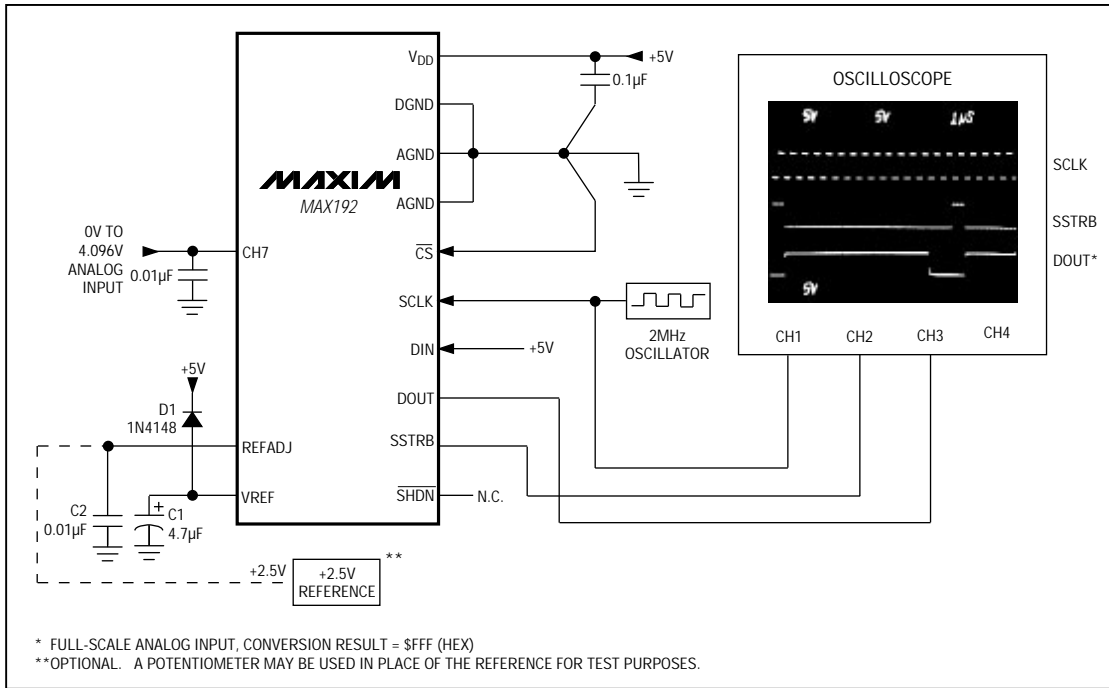 VDD
+5V
0.1µF
DGND
AGND
AGND
MAXIM
MAX192
0V TO
4.096V
ANALOG
INPUT
0.01µF
CH7
CS
SCLK
2MHz
OSCILLATOR
DIN
+5V
DOUT
SSTRB
SHDN
N.C.
+5V
D1
1N4148
REFADJ
VREF
C2
0.01µF
+
C1
4.7µF
+2.5V
+2.5V
REFERENCE
**
OSCILLOSCOPE
5V
5V
1µS
SCLK
SSTRB
DOUT*
5V
CH1
CH2
CH3
CH4
* FULL-SCALE ANALOG INPUT, CONVERSION RESULT = $FFF (HEX)
**OPTIONAL. A POTENTIOMETER MAY BE USED IN PLACE OF THE REFERENCE FOR TEST PURPOSES.